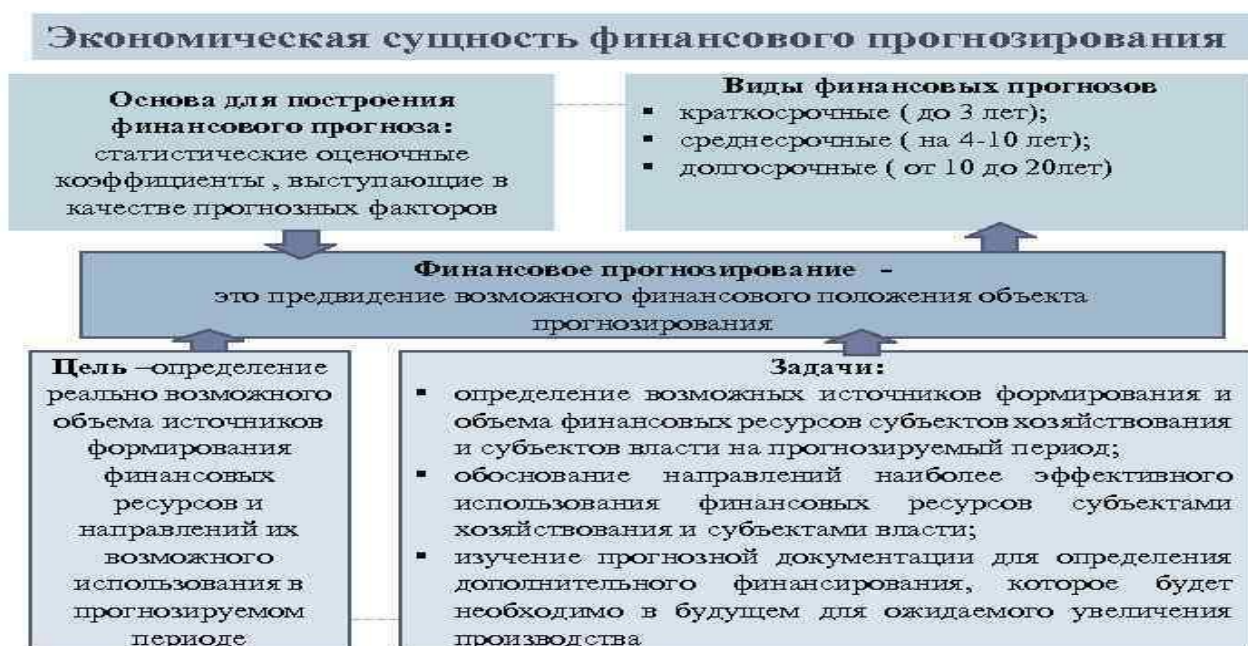 Экономическая сущность финансового прогнозирования
Основа для построения
финансового прогноза:
статистические оценочные
коэффициенты , выступающие в
качестве прогнозных факторов
Виды финансовых прогнозов
▪ краткосрочные ( до 3 лет);
▪ среднесрочные ( на 4-10 лет);
▪ долгосрочные ( от 10 до 20лет)
Финансовое прогнозирование -
это предвидение возможного финансового положения объекта
прогнозирования
Цель –определение
реально возможного
объема источников
формирования
финансовых
ресурсов и
направлений их
возможного
использования в
прогнозируемом
периоде
Задачи:
▪ определение возможных источников формирования и
объема финансовых ресурсов субъектов хозяйствования
и субъектов власти на прогнозируемый период;
▪ обоснование направлений наиболее эффективного
использования финансовых ресурсов субъектами
хозяйствования и субъектами власти;
▪ изучение прогнозной документации для определения
дополнительного финансирования, которое будет
необходимо в будущем для ожидаемого увеличения
производства